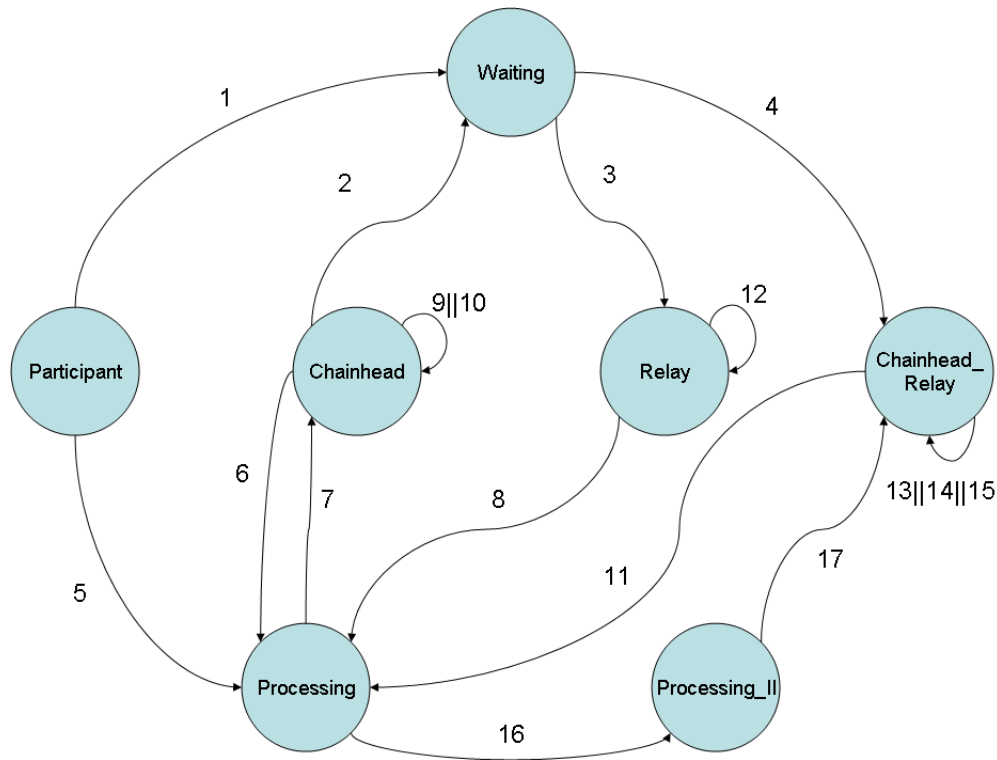 Waiting
1
4
2
3
9||10
12
Participant
Chainhead
Relay
Chainhead_
Relay
6
7
8
13||14||15
5
11
17
Processing
Processing_II
16